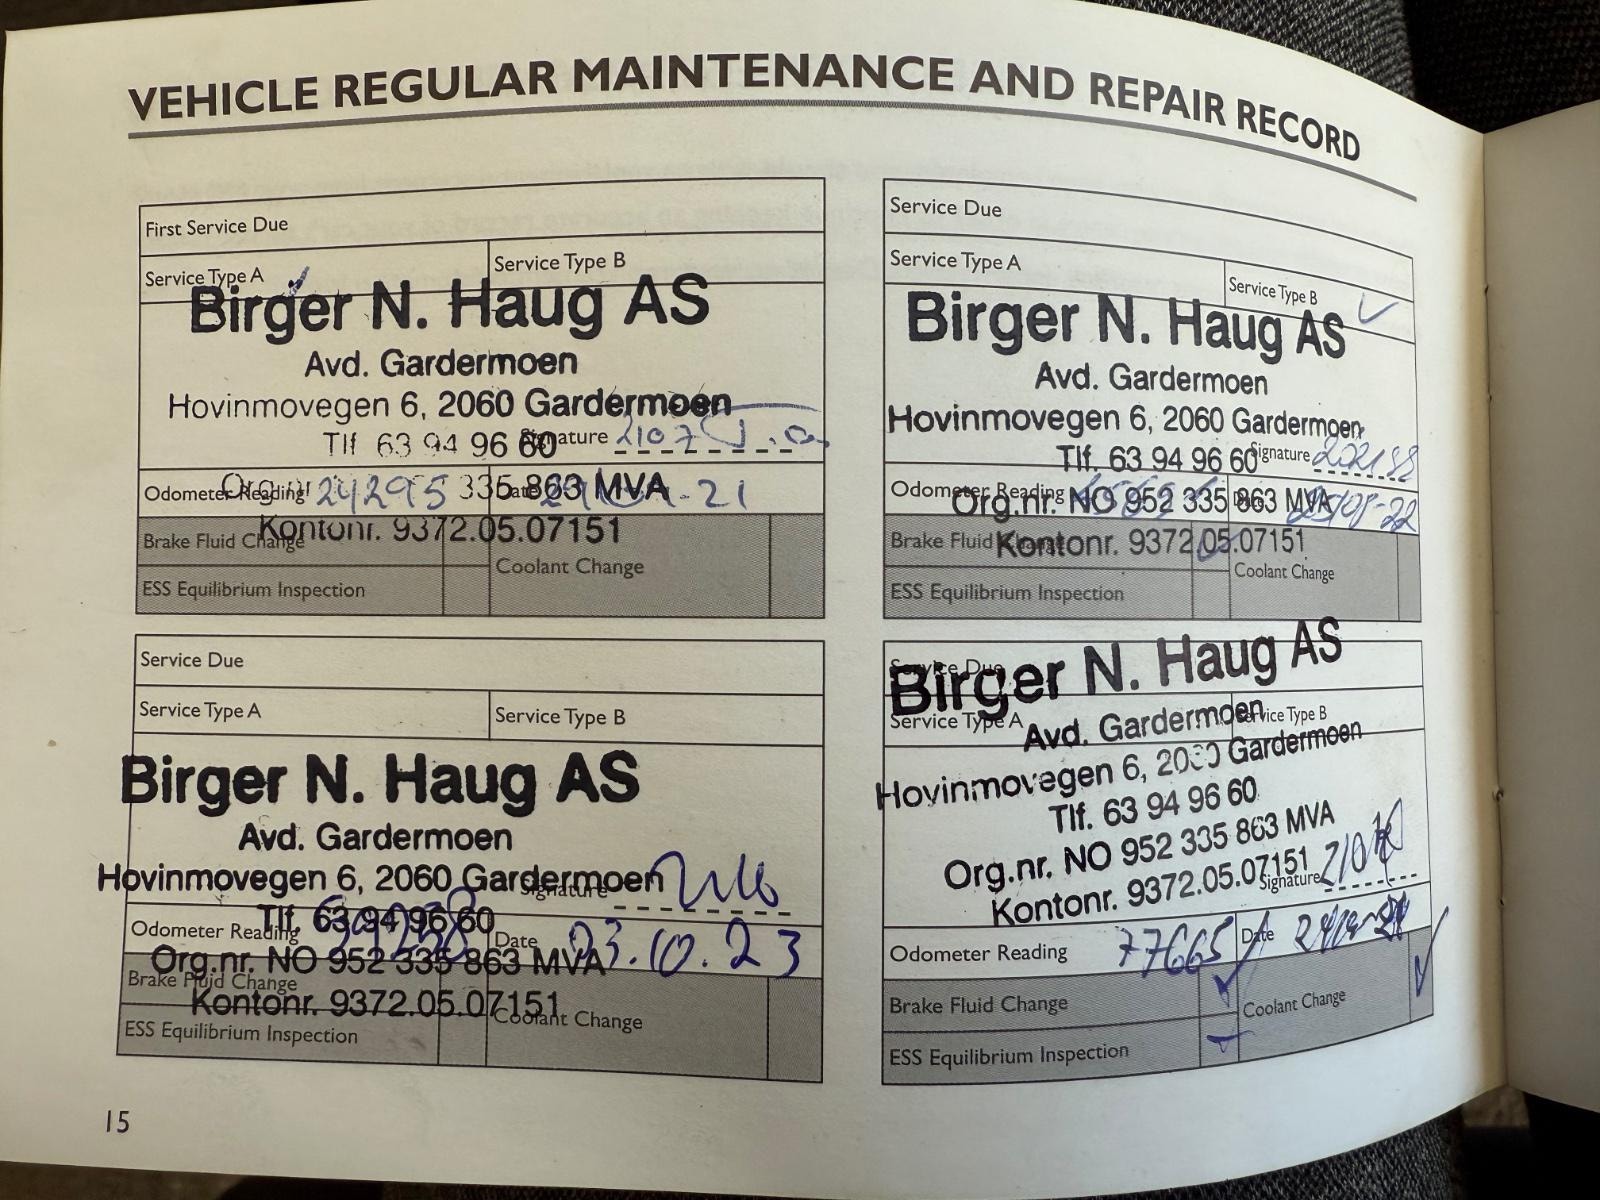 VEHICLE REGULAR MAINTENANCE AND REPAIR RECORD
First Service Due
Service Type A
Service Type B
Birger N. Haug AS
Avd. Gardermoen
Hovinmovegen 6, 2060 Gardermoen
Tlf 63 94 96 60
Signature
Odometer Reading 24295
Date -21
Org.nr 335 863 MVA
Kontonr. 9372.05.07151
Brake Fluid Change
Coolant Change
ESS Equilibrium Inspection
Service Due
Service Type A
Service Type B
Birger N. Haug AS
Avd. Gardermoen
Hovinmovegen 6, 2060 Gardermoen
Tlf. 63 94 96 60
Signature
Odometer Reading
-22
Org.nr. NO 952 335 863 MVA
Kontonr. 9372.05.07151
Brake Fluid
Coolant Change
ESS Equilibrium Inspection
Service Due
Service Type A
Service Type B
Birger N. Haug AS
Avd. Gardermoen
Hovinmovegen 6, 2060 Gardermoen
Signature
Tlf. 63 94 96 60
Odometer Reading
Date 23.10.23
Org.nr. NO 952 335 863 MVA
Brake Fluid Change
Kontonr. 9372.05.07151
Coolant Change
ESS Equilibrium Inspection
Service Due
Birger N. Haug AS
Service Type A
Service Type B
Avd. Gardermoen
Hovinmovegen 6, 2060 Gardermoen
Tlf. 63 94 96 60
Org.nr. NO 952 335 863 MVA
Kontonr. 9372.05.07151
Signature
Odometer Reading 77665
Date
Brake Fluid Change
Coolant Change
ESS Equilibrium Inspection
15